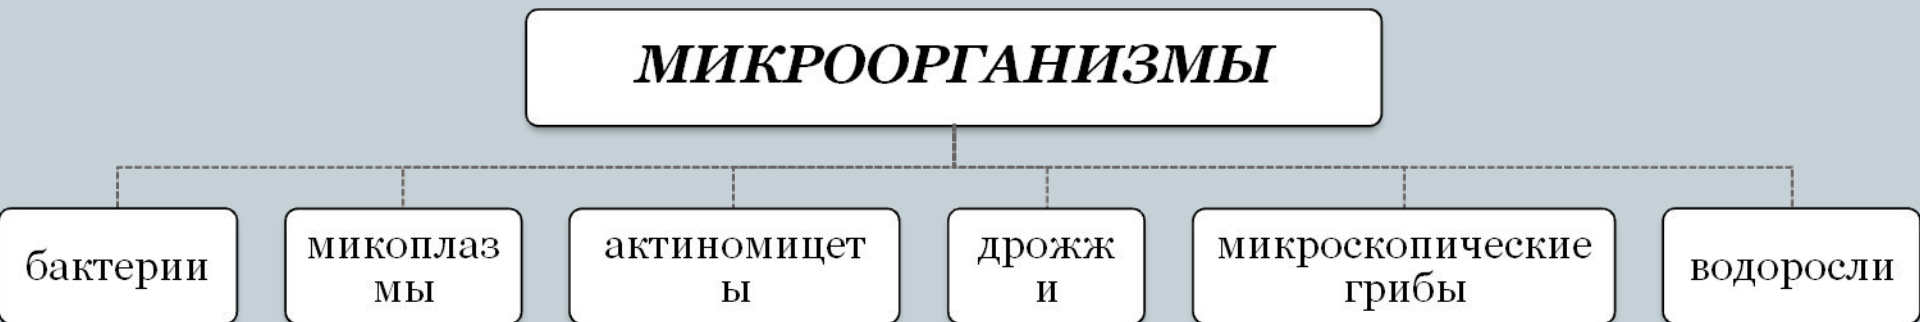 МИКРООРГАНИЗМЫ
бактерии
микоплаз
мы
актиномицет
ы
дрожж
и
микроскопические
грибы
водоросли